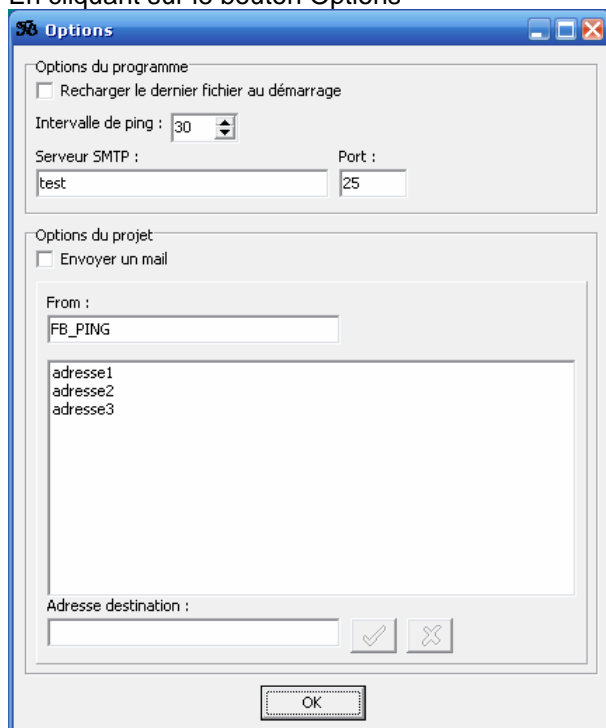 En cliquant sur le bouton Options
Options
Options du programme
Recharger le dernier fichier au démarrage
Intervalle de ping : 30
Serveur SMTP : Port :
test 25
Options du projet
Envoyer un mail
From :
FB_PING
adresse1
adresse2
adresse3
Adresse destination :
OK